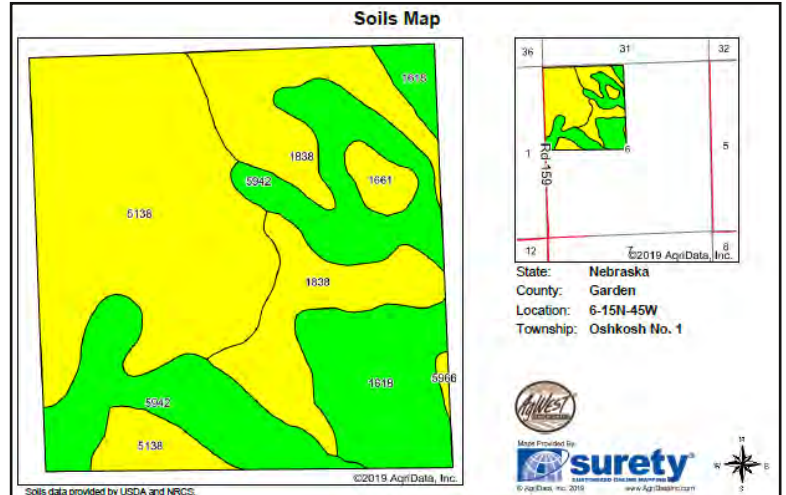 Soils Map
1618
1838
5942
1661
5138
1838
1618
5966
5942
5138
©2019 AgriData, Inc.
Soils data provided by USDA and NRCS.
36
31
32
1
Rd-159
6
5
12
7
8
©2019 AgriData, Inc.
State: Nebraska
County: Garden
Location: 6-15N-45W
Township: Oshkosh No. 1
AgWEST
Maps Provided By:
surety®
CUSTOMIZED ONLINE MAPPING
© AgriData, Inc. 2019
www.AgriDataInc.com
N
W
E
S